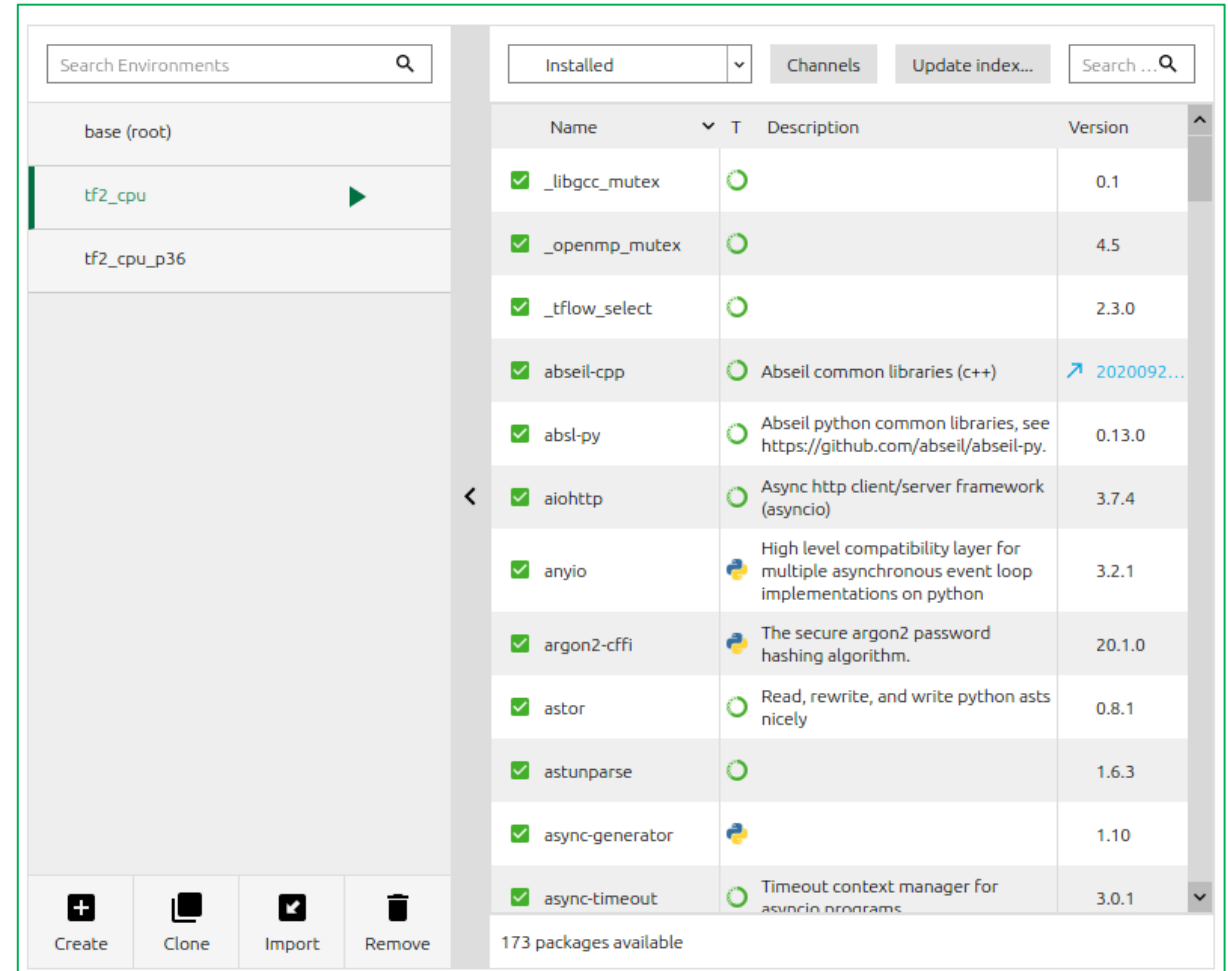 Search Environments
base (root)
tf2_cpu
tf2_cpu_p36
Create Clone Import Remove
Installed Channels Update index... Search ...
Name T Description Version
_libgcc_mutex 0.1
_openmp_mutex 4.5
_tflow_select 2.3.0
abseil-cpp Abseil common libraries (c++) 2020092...
absl-py Abseil python common libraries, see
https://github.com/abseil/abseil-py. 0.13.0
aiohttp Async http client/server framework
(asyncio) 3.7.4
High level compatibility layer for
anyio multiple asynchronous event loop 3.2.1
implementations on python
argon2-cffi The secure argon2 password
hashing algorithm. 20.1.0
astor Read, rewrite, and write python asts
nicely 0.8.1
astunparse 1.6.3
async-generator 1.10
async-timeout Timeout context manager for
asyncio programs 3.0.1
173 packages available